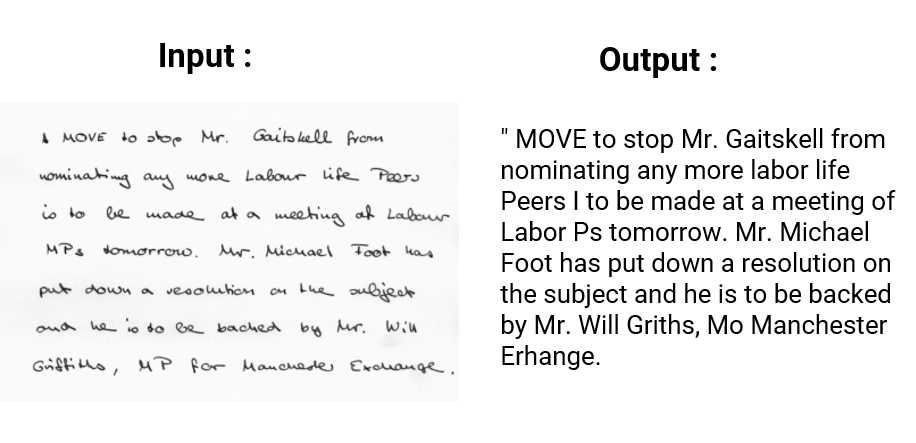 Input :
Output :
A MOVE to stop Mr. Gaitskell from
nominating any more Labour life Peers
is to be made at a meeting of Labour
MPs tomorrow. Mr. Michael Foot has
put down a resolution on the subject
and he is to be backed by Mr. Will
Griffiths, MP for Manchester Exchange.
" MOVE to stop Mr. Gaitskell from
nominating any more labor life
Peers I to be made at a meeting of
Labor Ps tomorrow. Mr. Michael
Foot has put down a resolution on
the subject and he is to be backed
by Mr. Will Griths, Mo Manchester
Erhange.